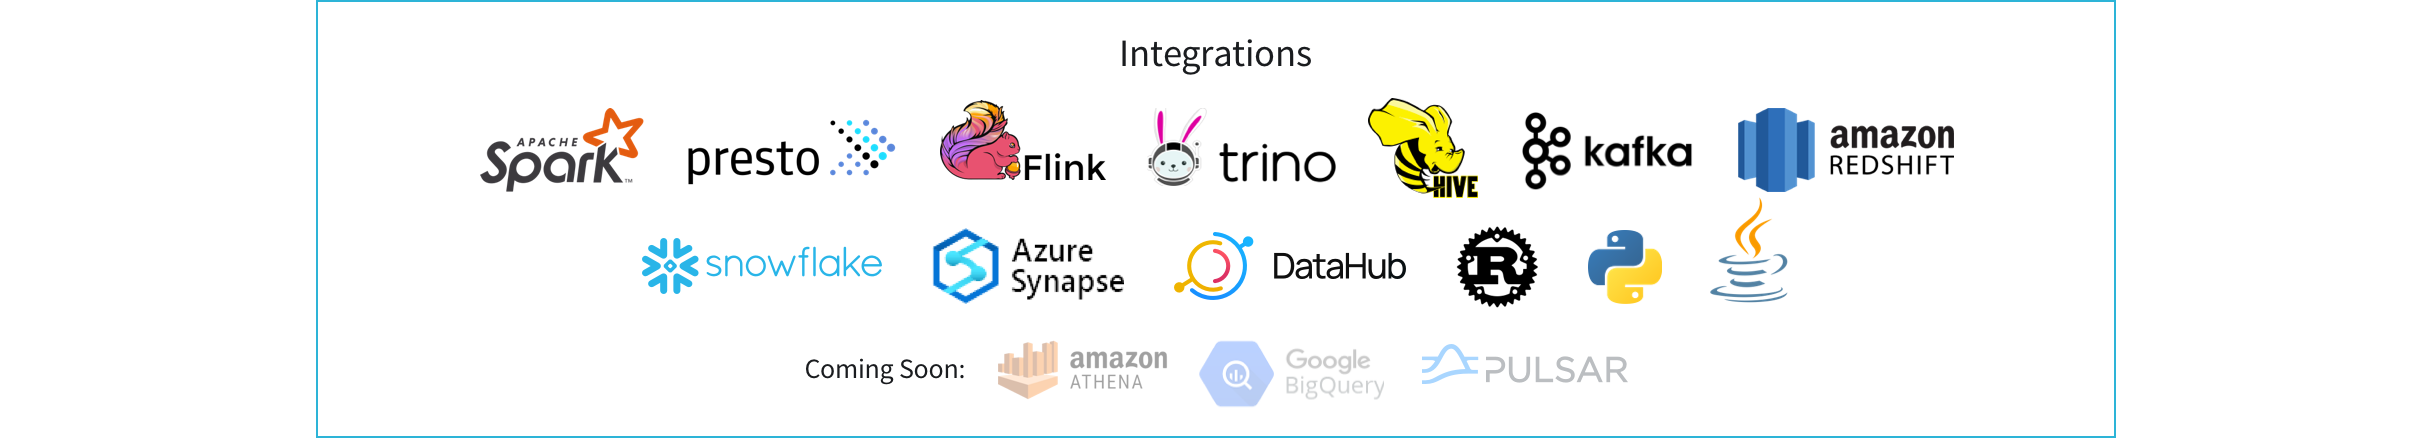 Integrations
APACHE
Spark™
presto
Flink
trino
HIVE
kafka
amazon
REDSHIFT
snowflake
Azure
Synapse
DataHub
R
Coming Soon:
amazon
ATHENA
Google
BigQuery
PULSAR